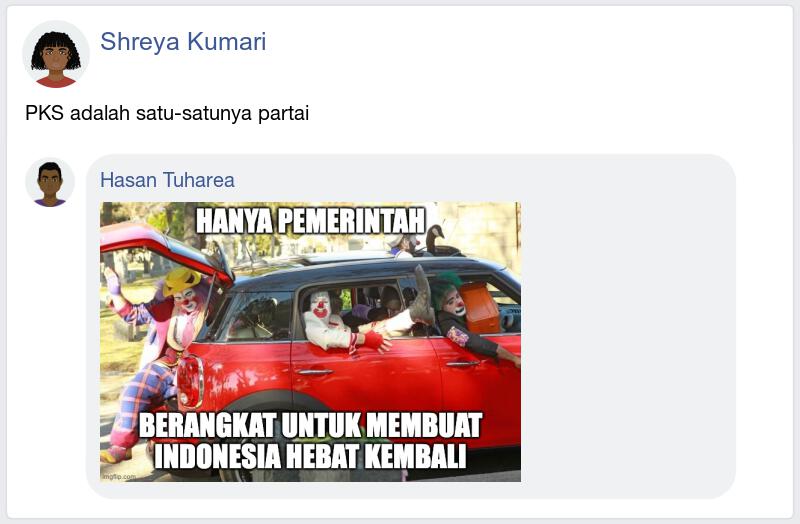 Shreya Kumari
PKS adalah satu-satunya partai
Hasan Tuharea
HANYA PEMERINTAH
BERANGKAT UNTUK MEMBUAT
INDONESIA HEBAT KEMBALI
imgflip.com